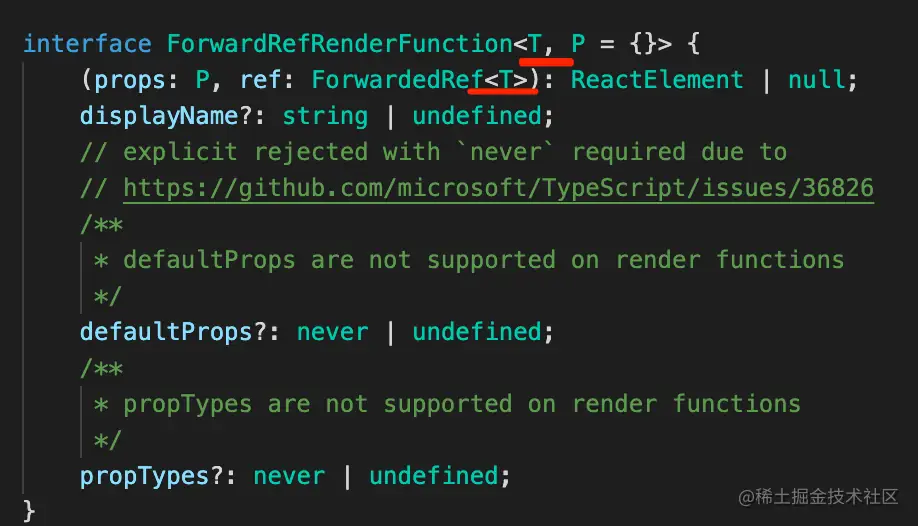 interface ForwardRefRenderFunction<T, P = {}> {
    (props: P, ref: ForwardedRef<T>): ReactElement | null;
    displayName?: string | undefined;
    // explicit rejected with `never` required due to
    // https://github.com/microsoft/TypeScript/issues/36826
    /**
     * defaultProps are not supported on render functions
     */
    defaultProps?: never | undefined;
    /**
     * propTypes are not supported on render functions
     */
    propTypes?: never | undefined;
}
@稀土掘金技术社区